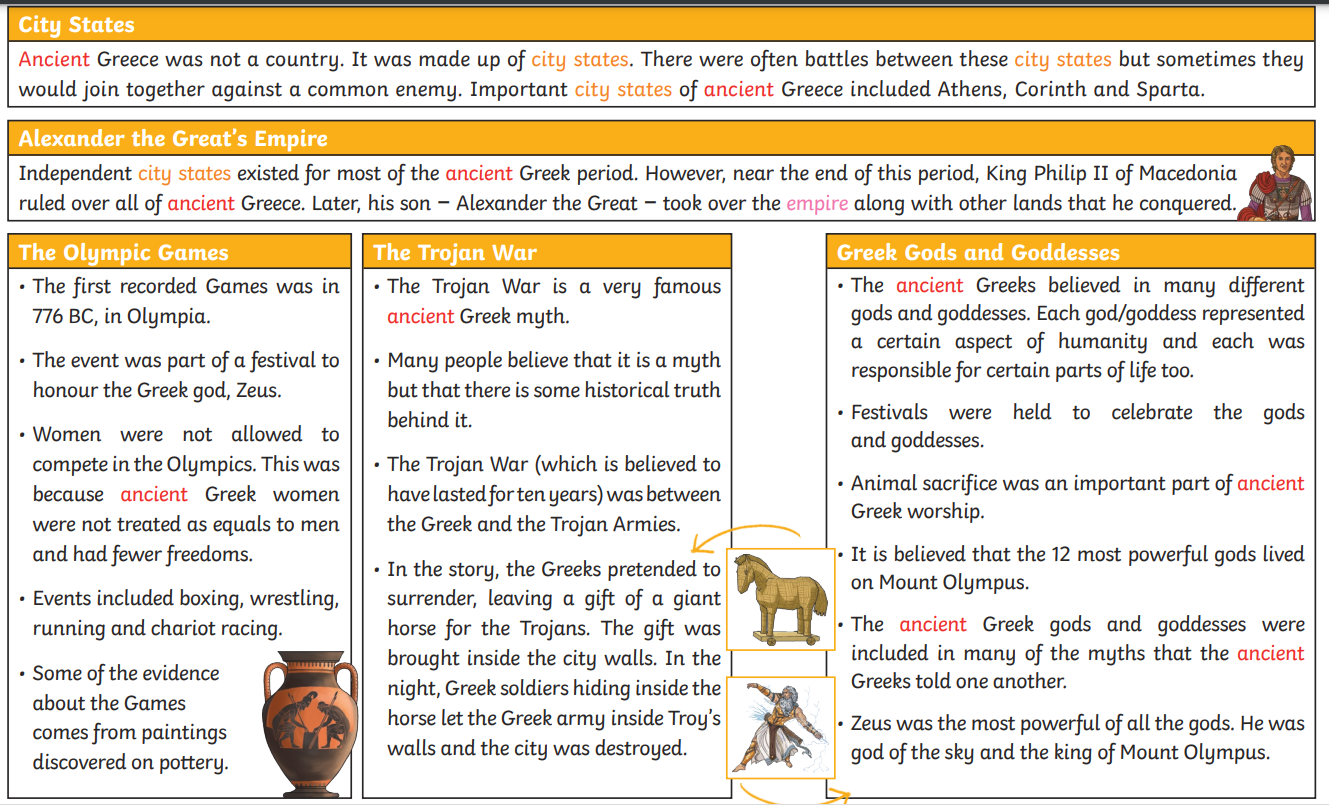 City States
Ancient Greece was not a country. It was made up of city states. There were often battles between these city states but sometimes they
would join together against a common enemy. Important city states of ancient Greece included Athens, Corinth and Sparta.
Alexander the Great's Empire
Independent city states existed for most of the ancient Greek period. However, near the end of this period, King Philip II of Macedonia
ruled over all of ancient Greece. Later, his son – Alexander the Great – took over the empire along with other lands that he conquered.
The Olympic Games
• The first recorded Games was in
776 BC, in Olympia.
• The event was part of a festival to
honour the Greek god, Zeus.
• Women were not allowed to
compete in the Olympics. This was
because ancient Greek women
were not treated as equals to men
and had fewer freedoms.
• Events included boxing, wrestling,
running and chariot racing.
• Some of the evidence
about the Games
comes from paintings
discovered on pottery.
The Trojan War
• The Trojan War is a very famous
ancient Greek myth.
• Many people believe that it is a myth
but that there is some historical truth
behind it.
• The Trojan War (which is believed to
have lasted for ten years) was between
the Greek and the Trojan Armies.
• In the story, the Greeks pretended to
surrender, leaving a gift of a giant
horse for the Trojans. The gift was
brought inside the city walls. In the
night, Greek soldiers hiding inside the
horse let the Greek army inside Troy's
walls and the city was destroyed.
Greek Gods and Goddesses
• The ancient Greeks believed in many different
gods and goddesses. Each god/goddess represented
a certain aspect of humanity and each was
responsible for certain parts of life too.
• Festivals were held to celebrate the gods
and goddesses.
• Animal sacrifice was an important part of ancient
Greek worship.
• It is believed that the 12 most powerful gods lived
on Mount Olympus.
• The ancient Greek gods and goddesses were
included in many of the myths that the ancient
Greeks told one another.
• Zeus was the most powerful of all the gods. He was
god of the sky and the king of Mount Olympus.